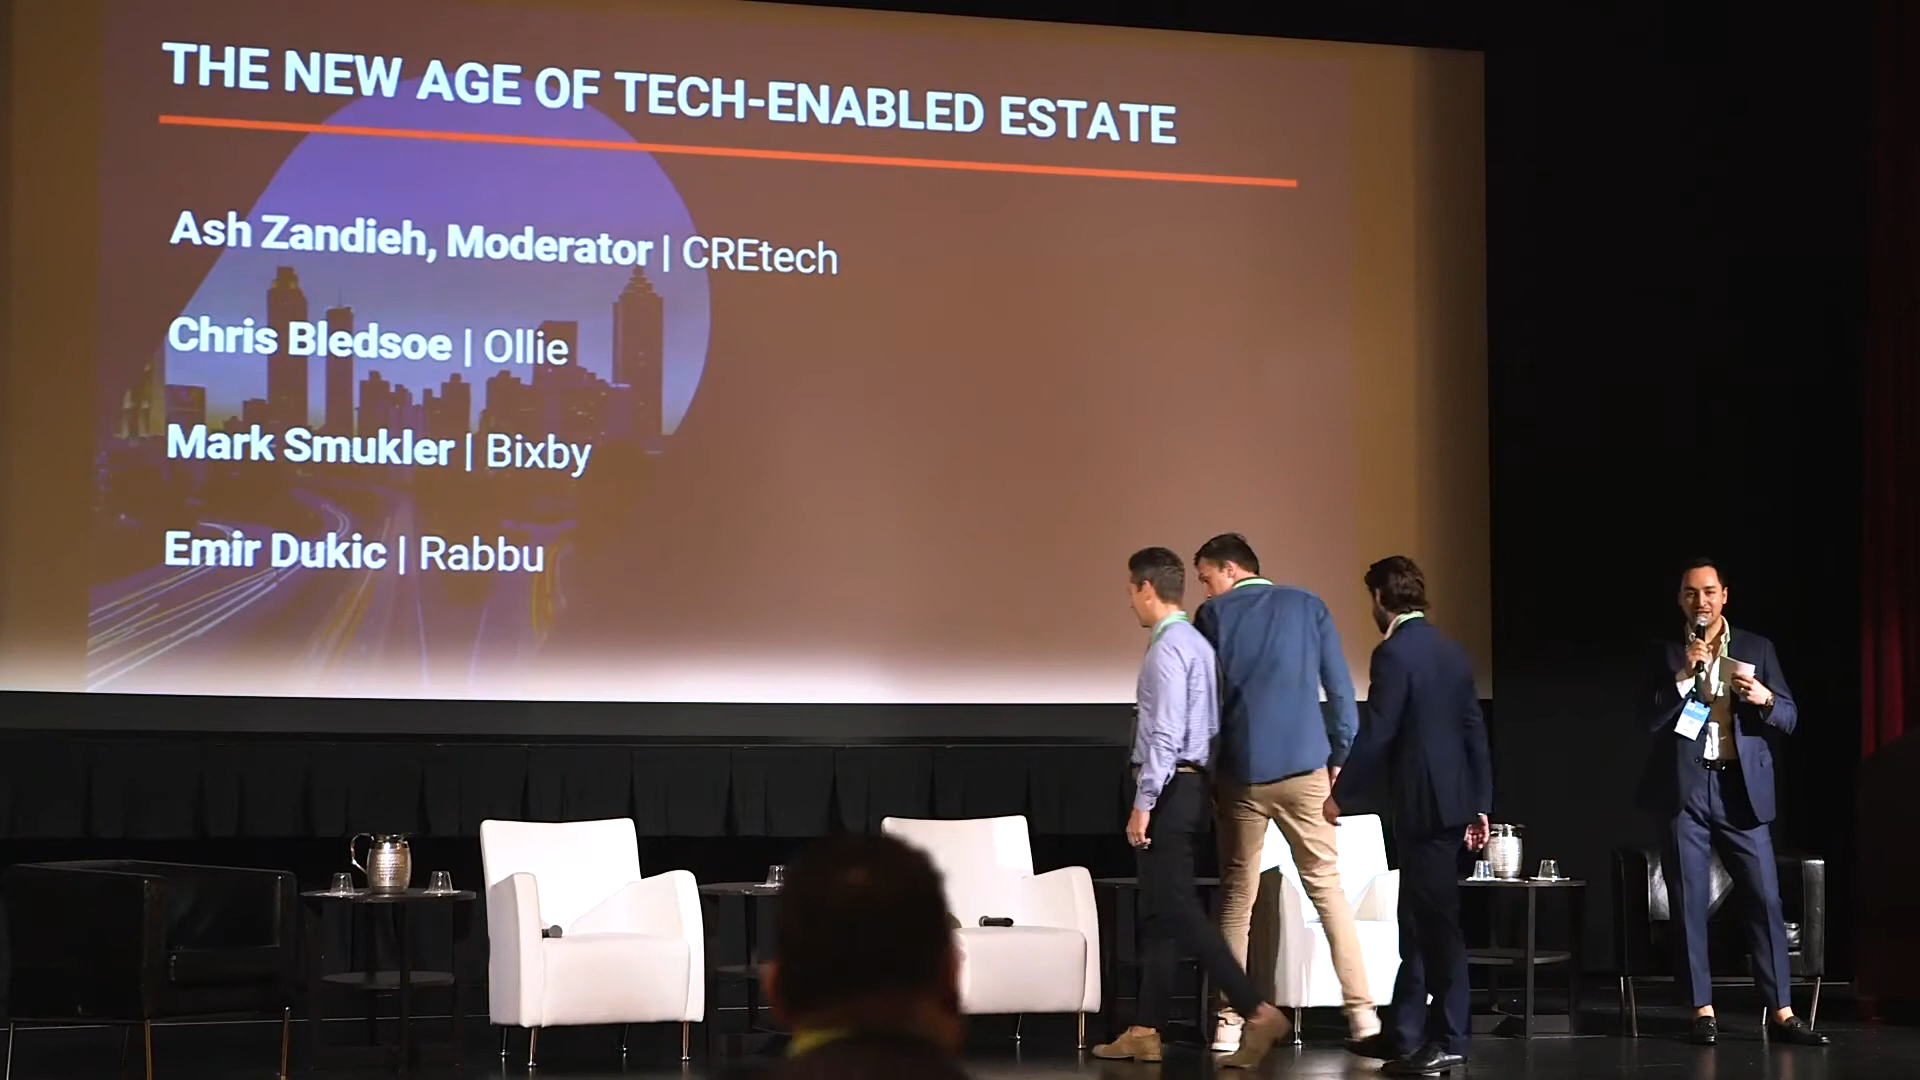 THE NEW AGE OF TECH-ENABLED ESTATE
Ash Zandieh, Moderator | CREtech
Chris Bledsoe | Ollie
Mark Smukler | Bixby
Emir Dukic | Rabbu